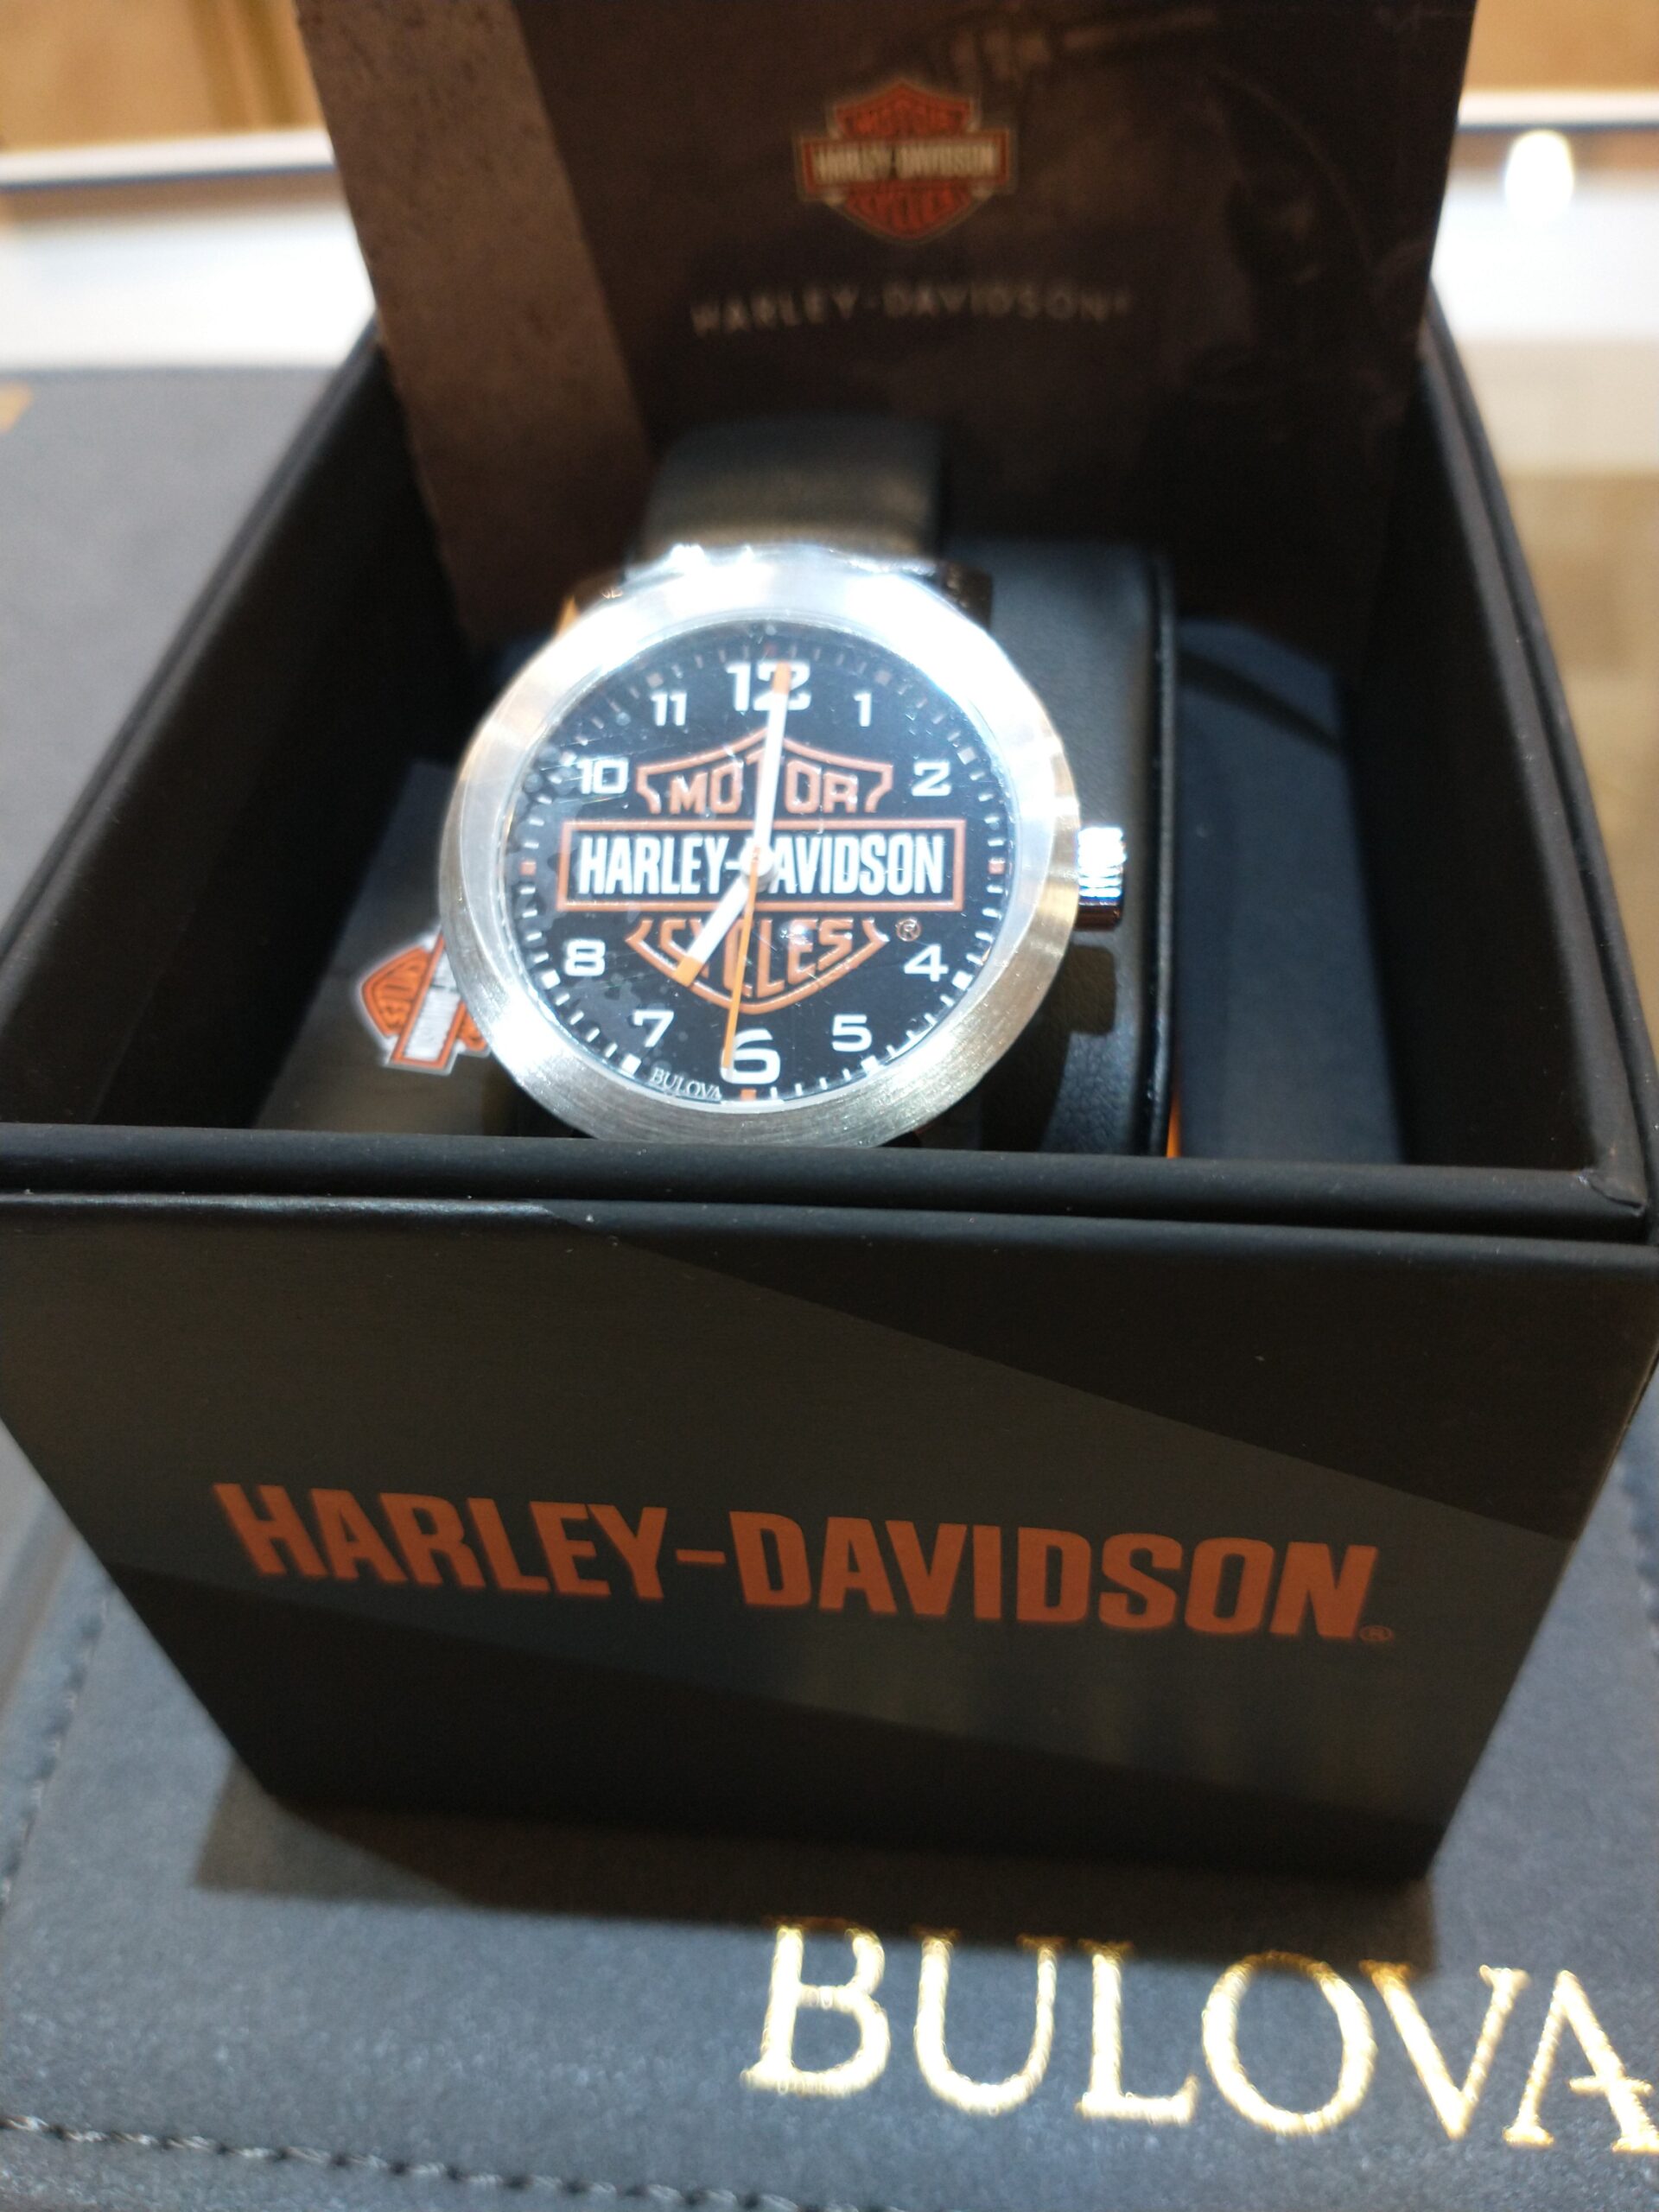 MOTOR
HARLEY-DAVIDSON
CYCLES
HARLEY-DAVIDSON®
12
11 1
10 2
MOTOR
HARLEY-DAVIDSON
CYCLES ®
8 4
7 5
6
BULOVA
HARLEY-DAVIDSON®
BULOVA